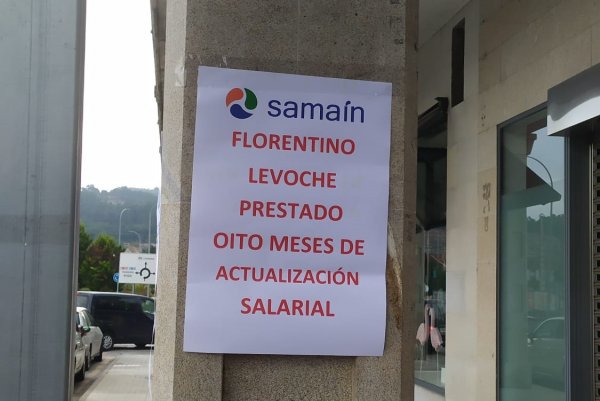 samaín
FLORENTINO
LEVOCHE
PRESTADO
OITO MESES DE
ACTUALIZACIÓN
SALARIAL